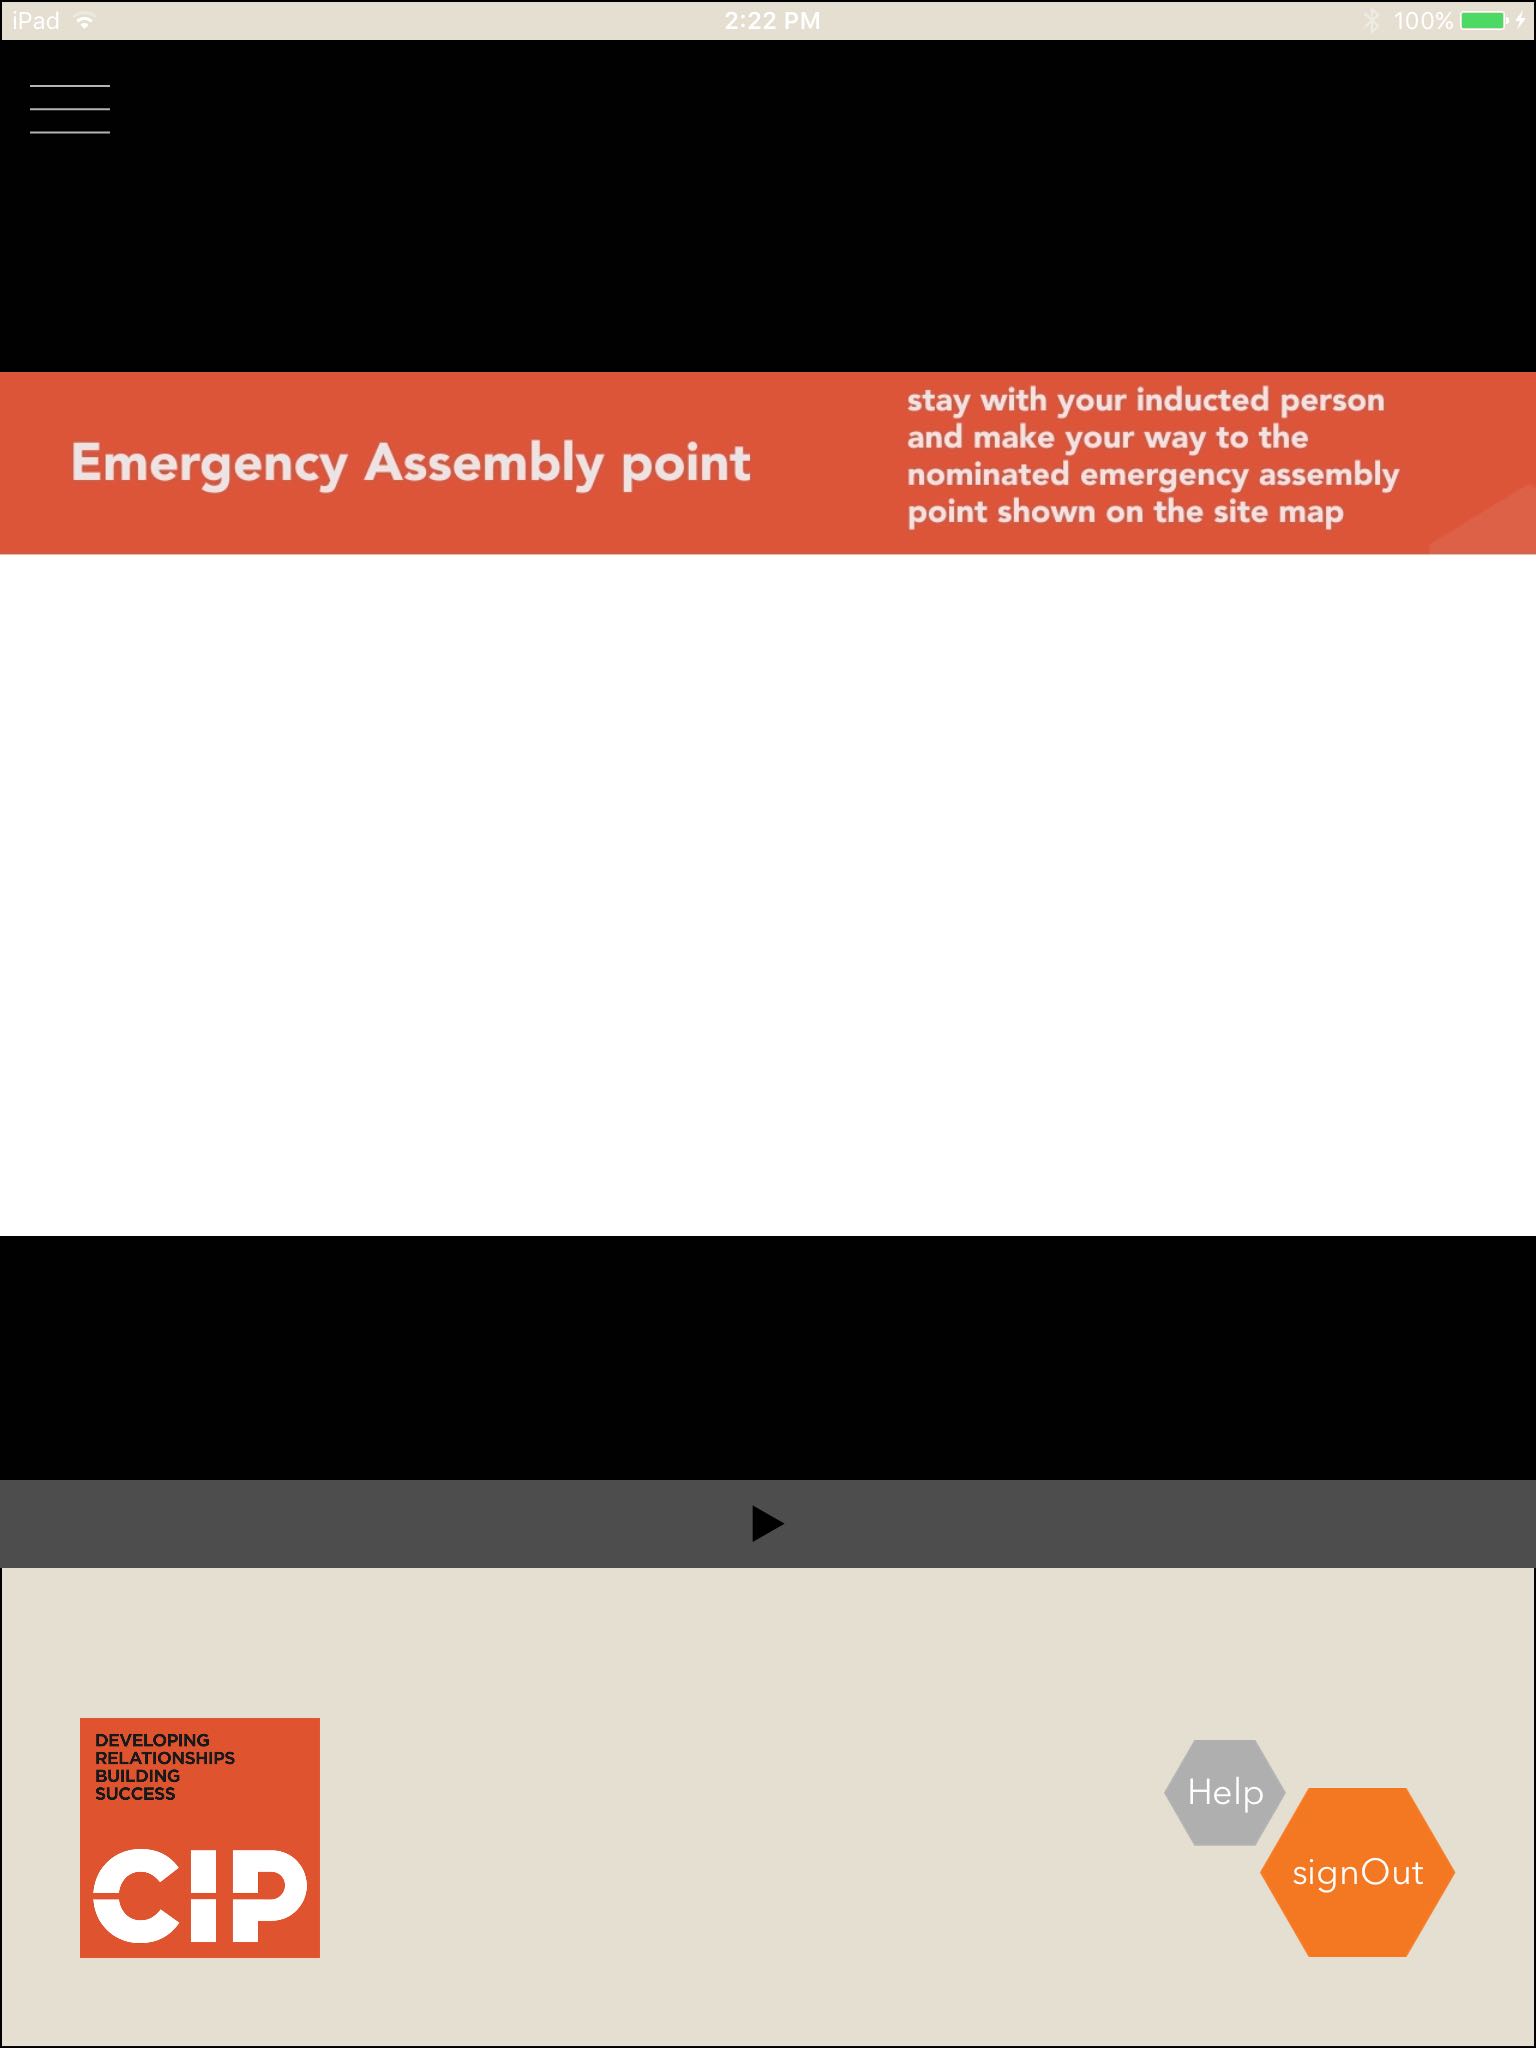 iPad
2:22 PM
100%
Emergency Assembly point
stay with your inducted person
and make your way to the
nominated emergency assembly
point shown on the site map
DEVELOPING
RELATIONSHIPS
BUILDING
SUCCESS
CIP
Help
signOut